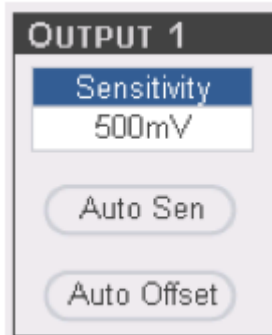 OUTPUT 1
Sensitivity
500mV
Auto Sen
Auto Offset